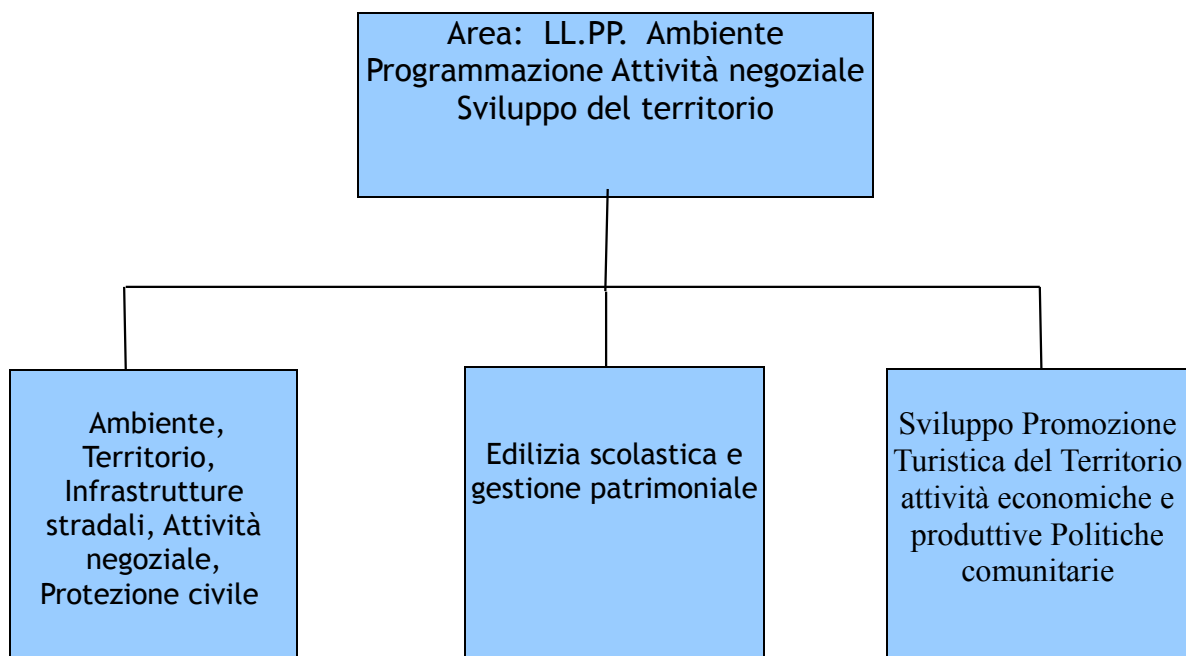 Area: LL.PP. Ambiente
Programmazione Attività negoziale
Sviluppo del territorio
Ambiente,
Territorio,
Infrastrutture
stradali, Attività
negoziale,
Protezione civile
Edilizia scolastica e
gestione patrimoniale
Sviluppo Promozione
Turistica del Territorio
attività economiche e
produttive Politiche
comunitarie